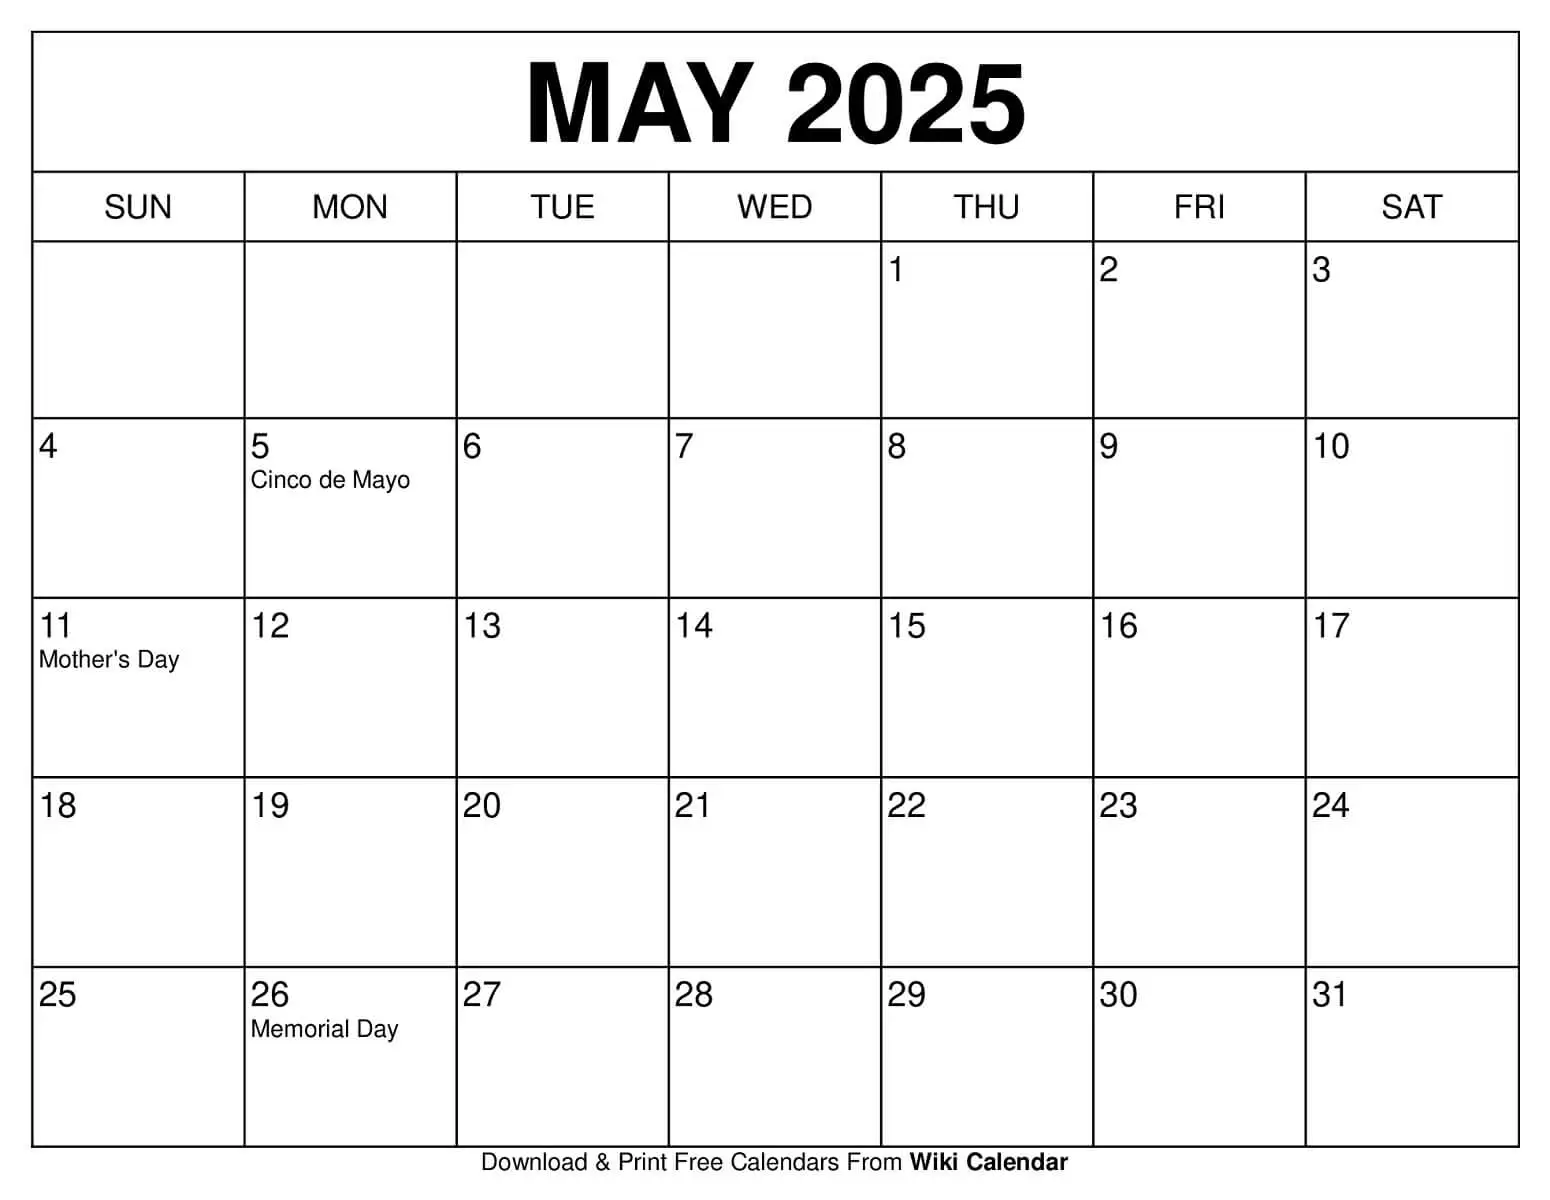 MAY 2025
SUN MON TUE WED THU FRI SAT
1 2 3
4 5 6 7 8 9 10
Cinco de Mayo
11 12 13 14 15 16 17
Mother's Day
18 19 20 21 22 23 24
25 26 27 28 29 30 31
Memorial Day
Download & Print Free Calendars From Wiki Calendar